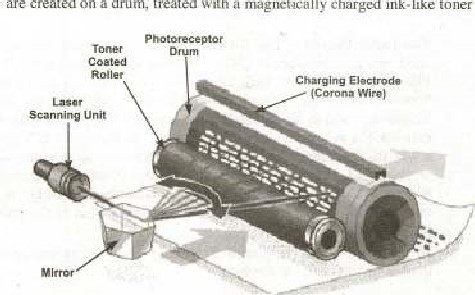 are created on a drum, treated with a magnetically charged ink-like toner
Photoreceptor
Drum
Toner
Coated
Roller
Charging Electrode
(Corona Wire)
Laser
Scanning Unit
Mirror